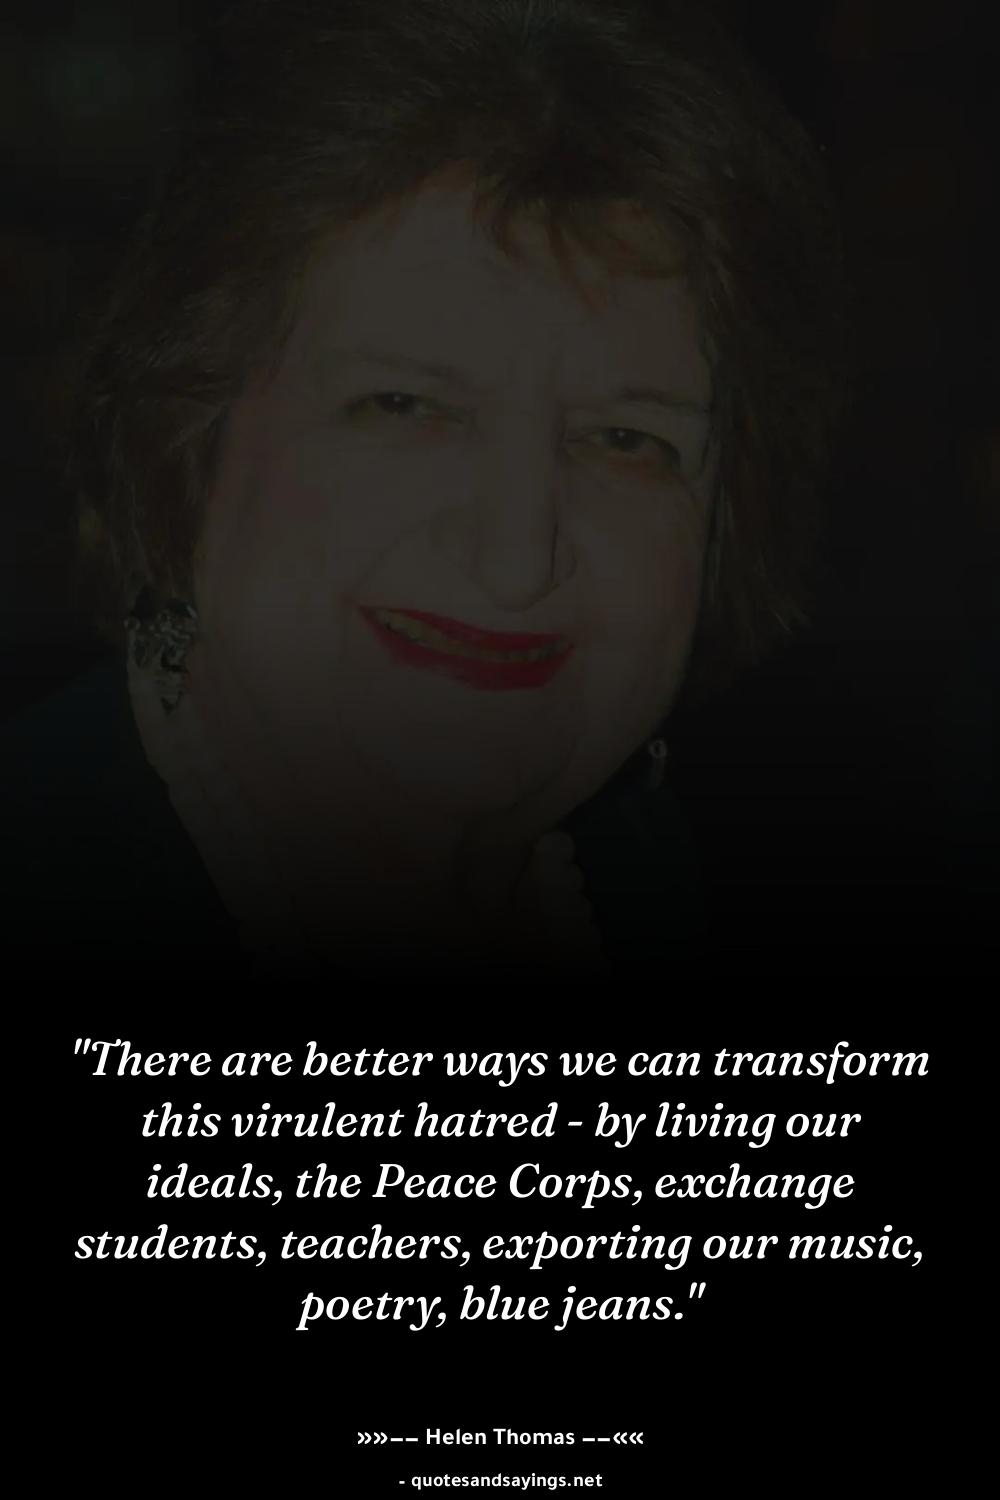 "There are better ways we can transform
this virulent hatred - by living our
ideals, the Peace Corps, exchange
students, teachers, exporting our music,
poetry, blue jeans."
»»–– Helen Thomas ––««
- quotesandsayings.net